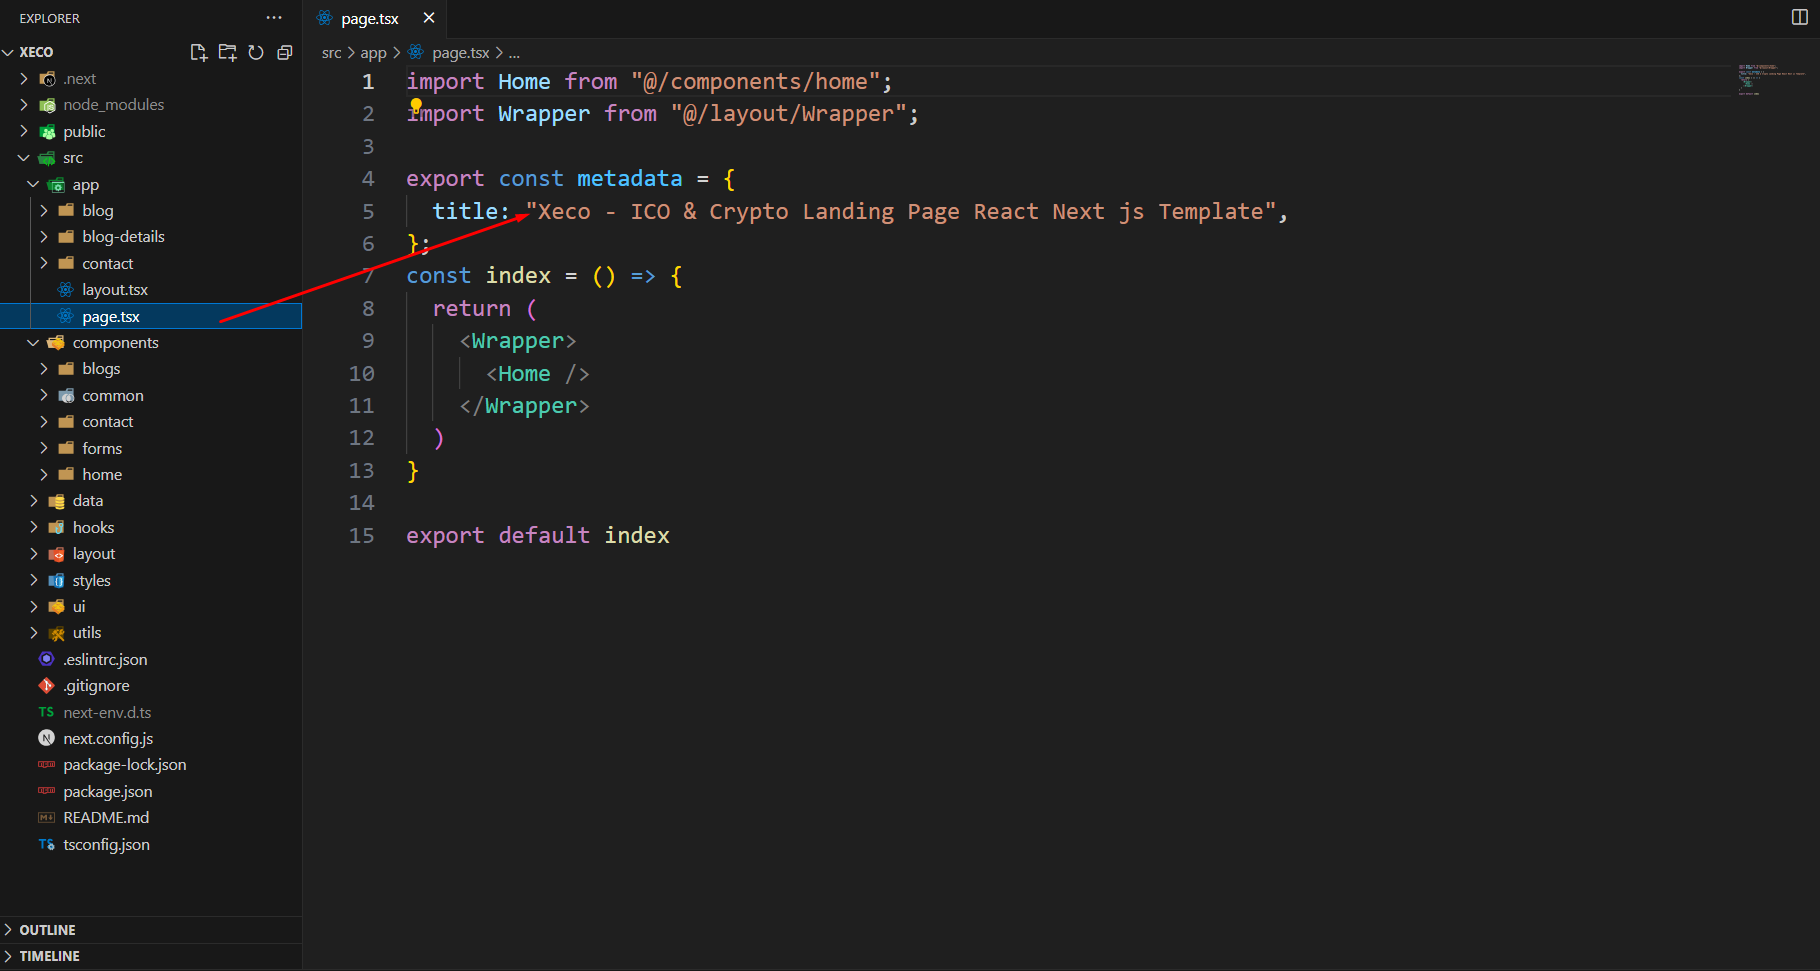 EXPLORER
XECO
.next
node_modules
public
src
app
blog
blog-details
contact
layout.tsx
page.tsx
components
blogs
common
contact
forms
home
data
hooks
layout
styles
ui
utils
.eslintrc.json
.gitignore
TS next-env.d.ts
N next.config.js
package-lock.json
package.json
README.md
TS tsconfig.json
OUTLINE
TIMELINE
page.tsx
src > app > page.tsx > ...
1 import Home from "@/components/home";
2 import Wrapper from "@/layout/Wrapper";
3
4 export const metadata = {
5 title: "Xeco - ICO & Crypto Landing Page React Next js Template",
6 };
7 const index = () => {
8 return (
9 <Wrapper>
10 <Home />
11 </Wrapper>
12 )
13 }
14
15 export default index